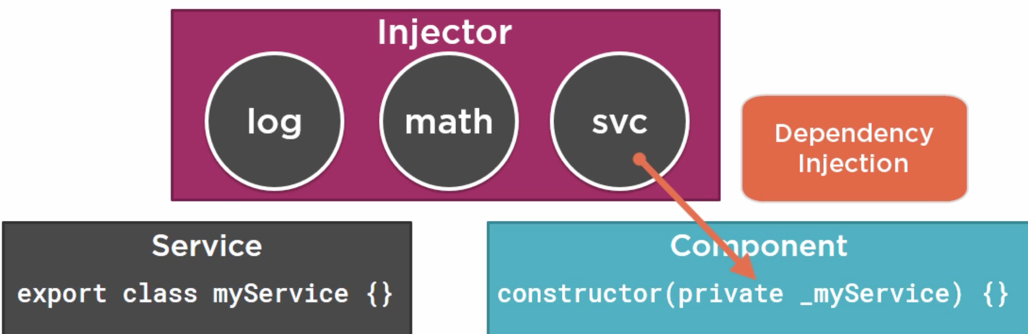 Injector
log
math
svc
Dependency
Injection
Service
export class myService {}
Component
constructor(private _myService) {}